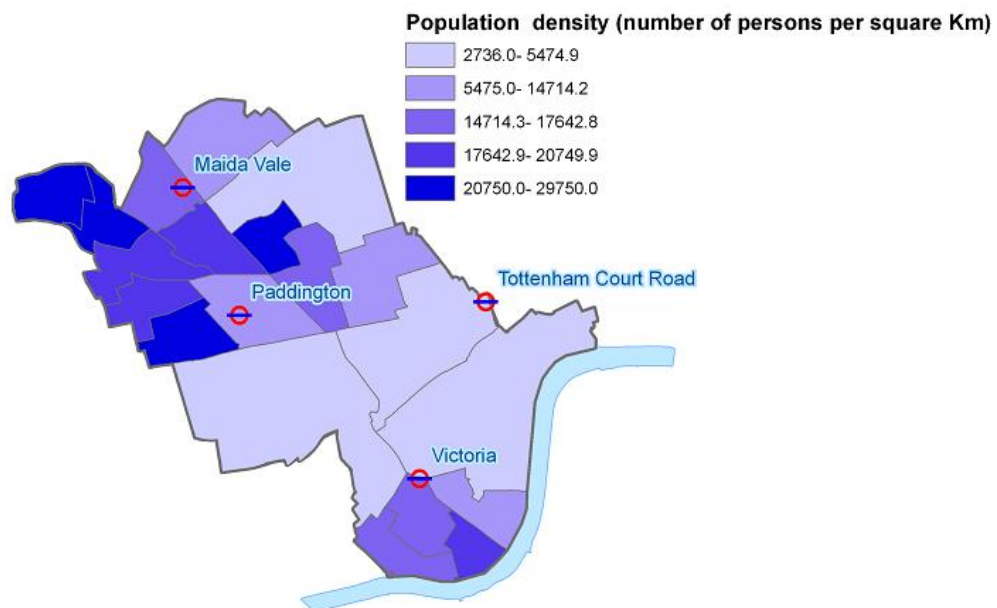 Population density (number of persons per square Km)
2736.0- 5474.9
5475.0- 14714.2
14714.3- 17642.8
17642.9- 20749.9
20750.0- 29750.0
Maida Vale
Tottenham Court Road
Paddington
Victoria